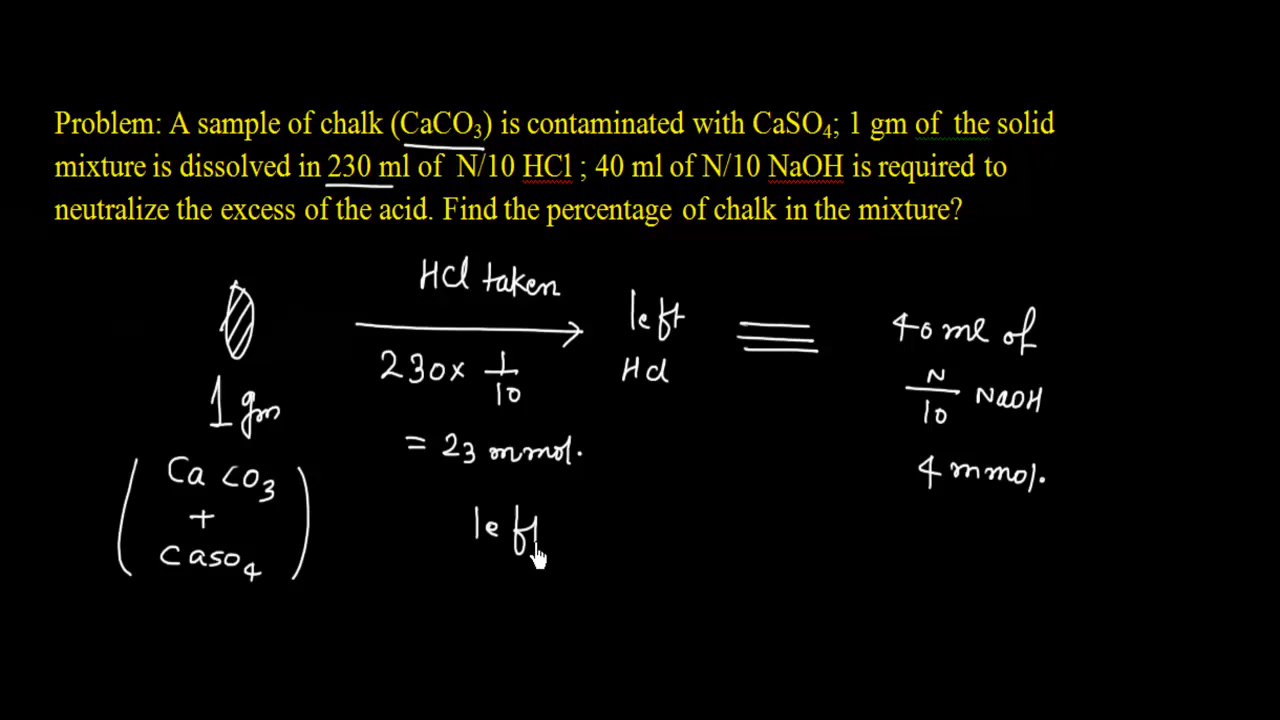 Problem: A sample of chalk (CaCO₃) is contaminated with CaSO₄; 1 gm of the solid
mixture is dissolved in 230 ml of N/10 HCl ; 40 ml of N/10 NaOH is required to
neutralize the excess of the acid. Find the percentage of chalk in the mixture?
HCl taken
230 x 1/10
= 23 mmol.
left
HCl
40 ml of
N/10 NaOH
4 mmol.
1 gm
(CaCO₃
+
CaSO₄)
lef